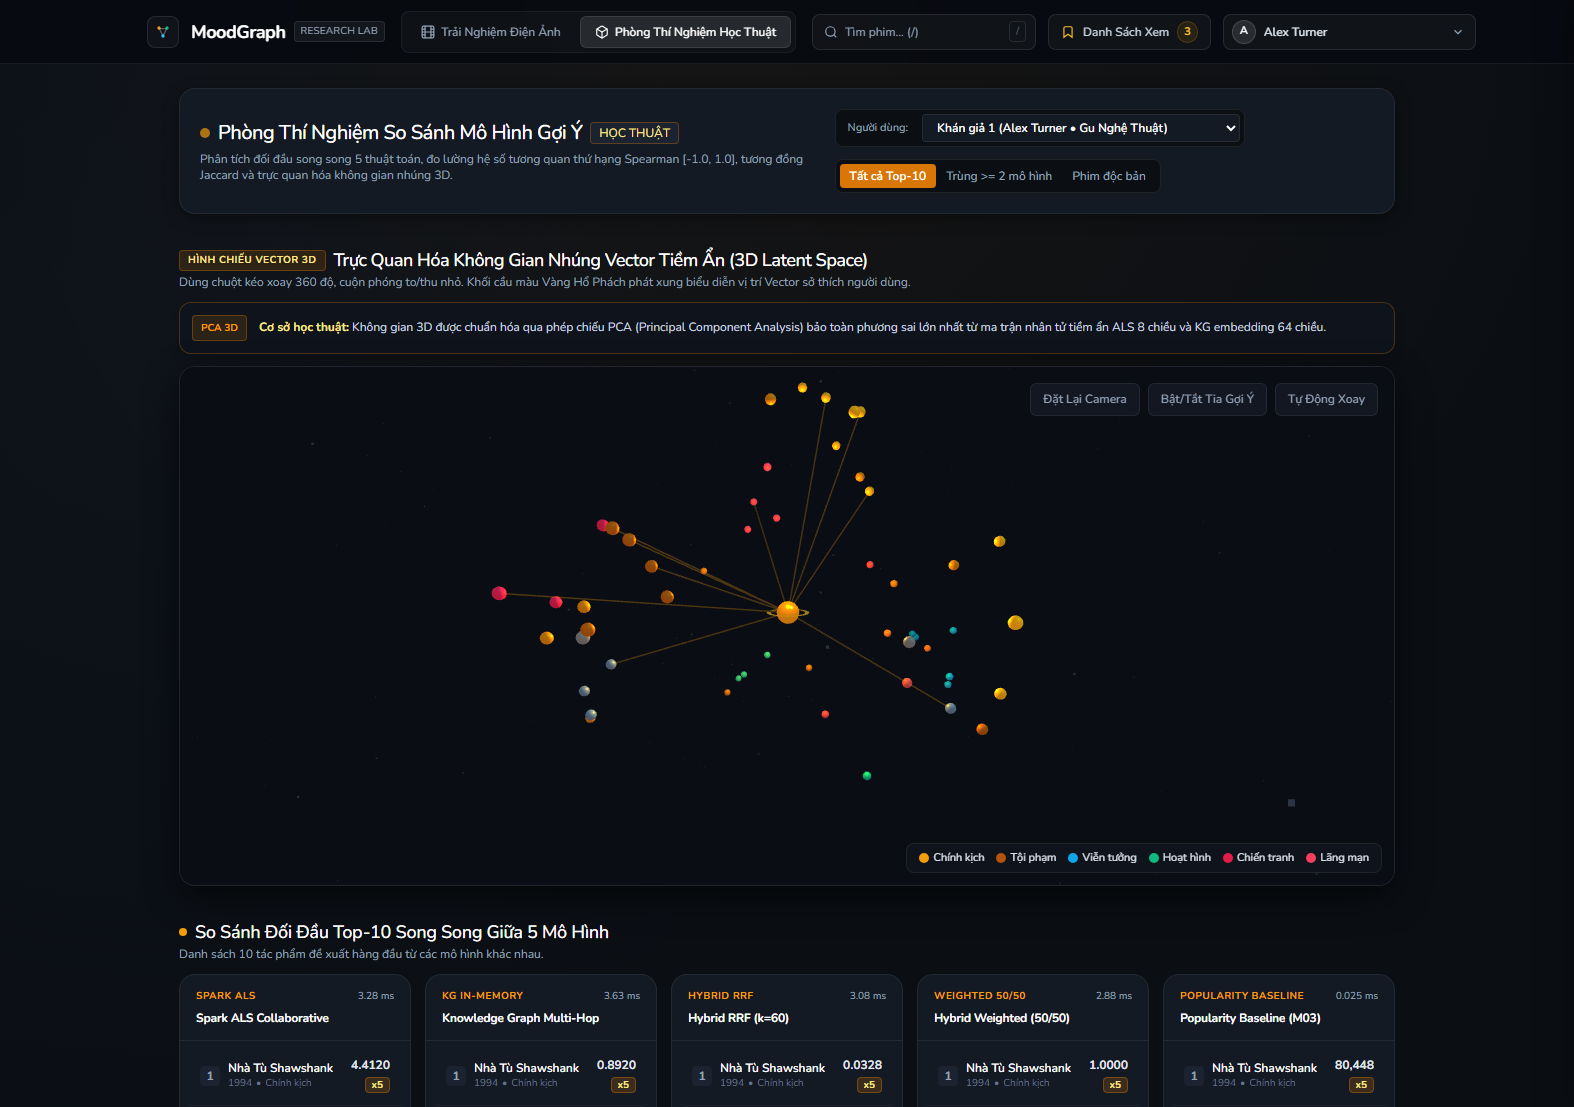 MoodGraph RESEARCH LAB Trải Nghiệm Điện Ảnh Phòng Thí Nghiệm Học Thuật Tìm phim... (/) / Danh Sách Xem 3 A Alex Turner
Phòng Thí Nghiệm So Sánh Mô Hình Gợi Ý HỌC THUẬT
Phân tích đối đầu song song 5 thuật toán, đo lường hệ số tương quan thứ hạng Spearman [-1.0, 1.0], tương đồng
Jaccard và trực quan hóa không gian nhúng 3D.
Người dùng: Khán giả 1 (Alex Turner • Gu Nghệ Thuật)
Tất cả Top-10 Trùng >= 2 mô hình Phim độc bản
HÌNH CHIẾU VECTOR 3D Trực Quan Hóa Không Gian Nhúng Vector Tiềm Ẩn (3D Latent Space)
Dùng chuột kéo xoay 360 độ, cuộn phóng to/thu nhỏ. Khối cầu màu Vàng Hổ Phách phát xung biểu diễn vị trí Vector sở thích người dùng.
PCA 3D Cơ sở học thuật: Không gian 3D được chuẩn hóa qua phép chiếu PCA (Principal Component Analysis) bảo toàn phương sai lớn nhất từ ma trận nhân tử tiềm ẩn ALS 8 chiều và KG embedding 64 chiều.
Đặt Lại Camera Bật/Tắt Tia Gợi Ý Tự Động Xoay
Chính kịch Tội phạm Viễn tưởng Hoạt hình Chiến tranh Lãng mạn
So Sánh Đối Đầu Top-10 Song Song Giữa 5 Mô Hình
Danh sách 10 tác phẩm đề xuất hàng đầu từ các mô hình khác nhau.
SPARK ALS 3.28 ms
Spark ALS Collaborative
1 Nhà Tù Shawshank 4.4120
1994 • Chính kịch x5
KG IN-MEMORY 3.63 ms
Knowledge Graph Multi-Hop
1 Nhà Tù Shawshank 0.8920
1994 • Chính kịch x5
HYBRID RRF 3.08 ms
Hybrid RRF (k=60)
1 Nhà Tù Shawshank 0.0328
1994 • Chính kịch x5
WEIGHTED 50/50 2.88 ms
Hybrid Weighted (50/50)
1 Nhà Tù Shawshank 1.0000
1994 • Chính kịch x5
POPULARITY BASELINE 0.025 ms
Popularity Baseline (M03)
1 Nhà Tù Shawshank 80,448
1994 • Chính kịch x5